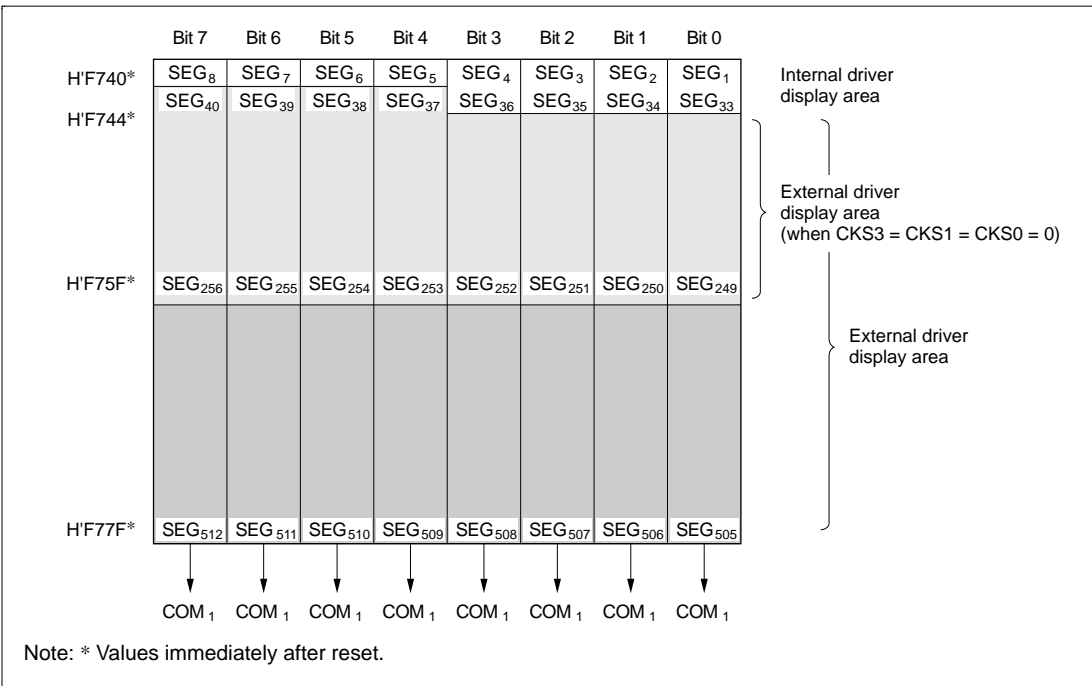 Bit 7 Bit 6 Bit 5 Bit 4 Bit 3 Bit 2 Bit 1 Bit 0
H'F740* SEG8 SEG7 SEG6 SEG5 SEG4 SEG3 SEG2 SEG1
Internal driver
display area
SEG40 SEG39 SEG38 SEG37 SEG36 SEG35 SEG34 SEG33
H'F744*
External driver
display area
(when CKS3 = CKS1 = CKS0 = 0)
H'F75F* SEG256 SEG255 SEG254 SEG253 SEG252 SEG251 SEG250 SEG249
External driver
display area
H'F77F* SEG512 SEG511 SEG510 SEG509 SEG508 SEG507 SEG506 SEG505
COM1 COM1 COM1 COM1 COM1 COM1 COM1 COM1
Note: * Values immediately after reset.